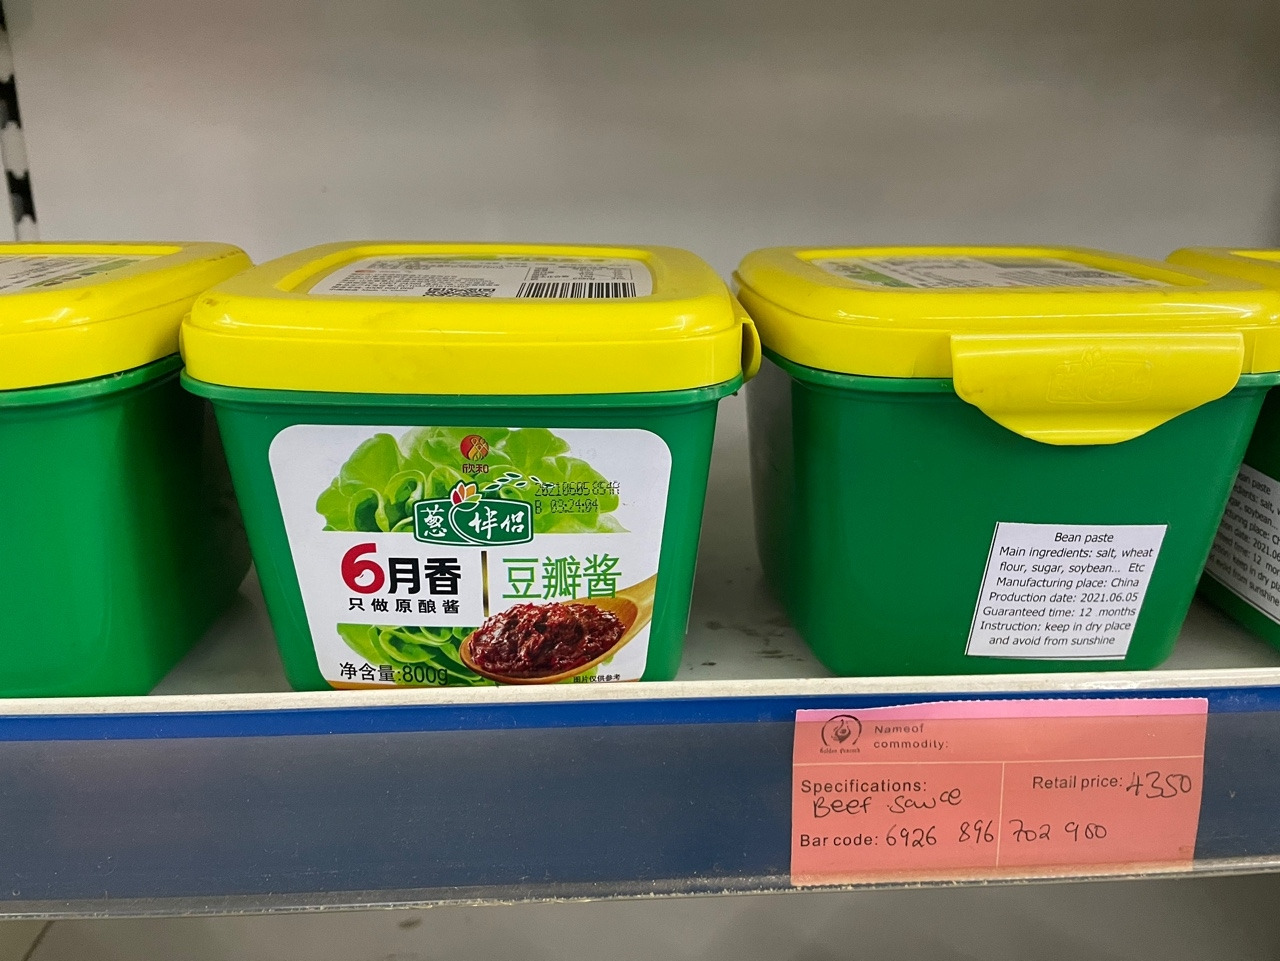 欣和
20210605 854A
B 03:24:04
葱伴侣
6月香
只做原酿酱
豆瓣酱
净含量:800g
图片仅供参考
Bean paste
Main ingredients: salt, wheat
flour, sugar, soybean... Etc
Manufacturing place: China
Production date: 2021.06.05
Guaranteed time: 12 months
Instruction: keep in dry place
and avoid from sunshine
Golden Peacock
Nameof
commodity:
Specifications:
Beef sauce
Retail price: 4350
Bar code: 6926 896 702 900